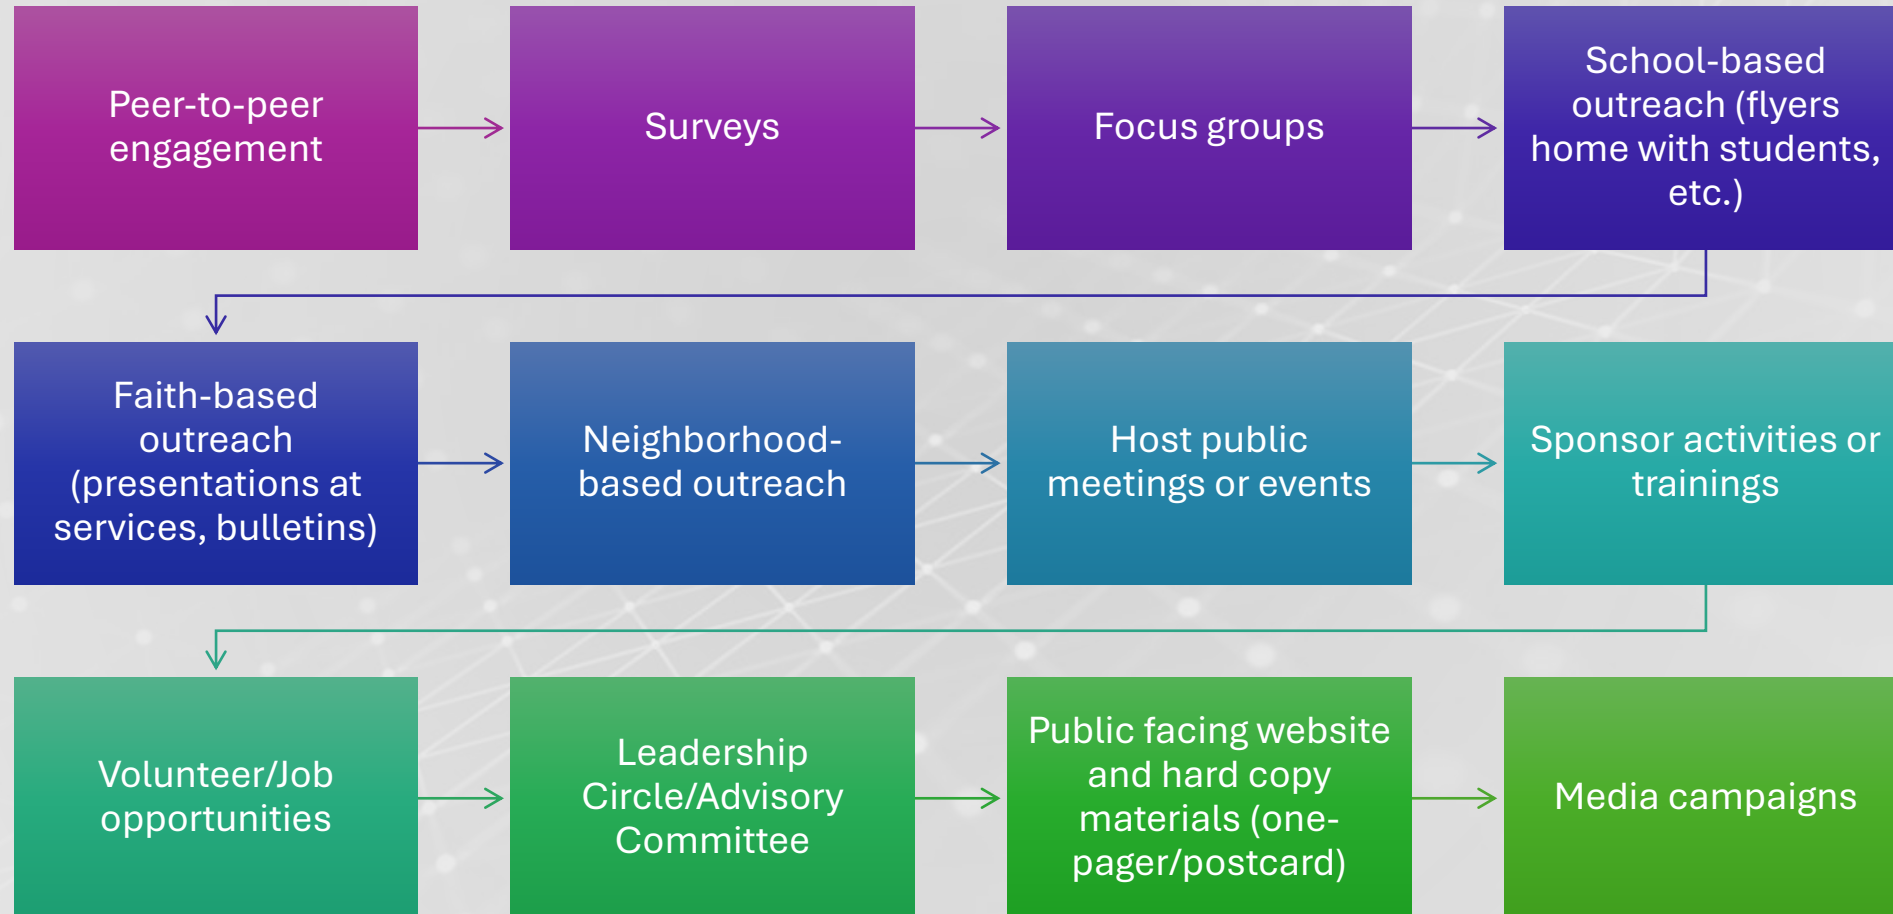 Peer-to-peer
engagement
Surveys
Focus groups
School-based
outreach (flyers
home with students,
etc.)
Faith-based
outreach
(presentations at
services, bulletins)
Neighborhood-
based outreach
Host public
meetings or events
Sponsor activities or
trainings
Volunteer/Job
opportunities
Leadership
Circle/Advisory
Committee
Public facing website
and hard copy
materials (one-
pager/postcard)
Media campaigns